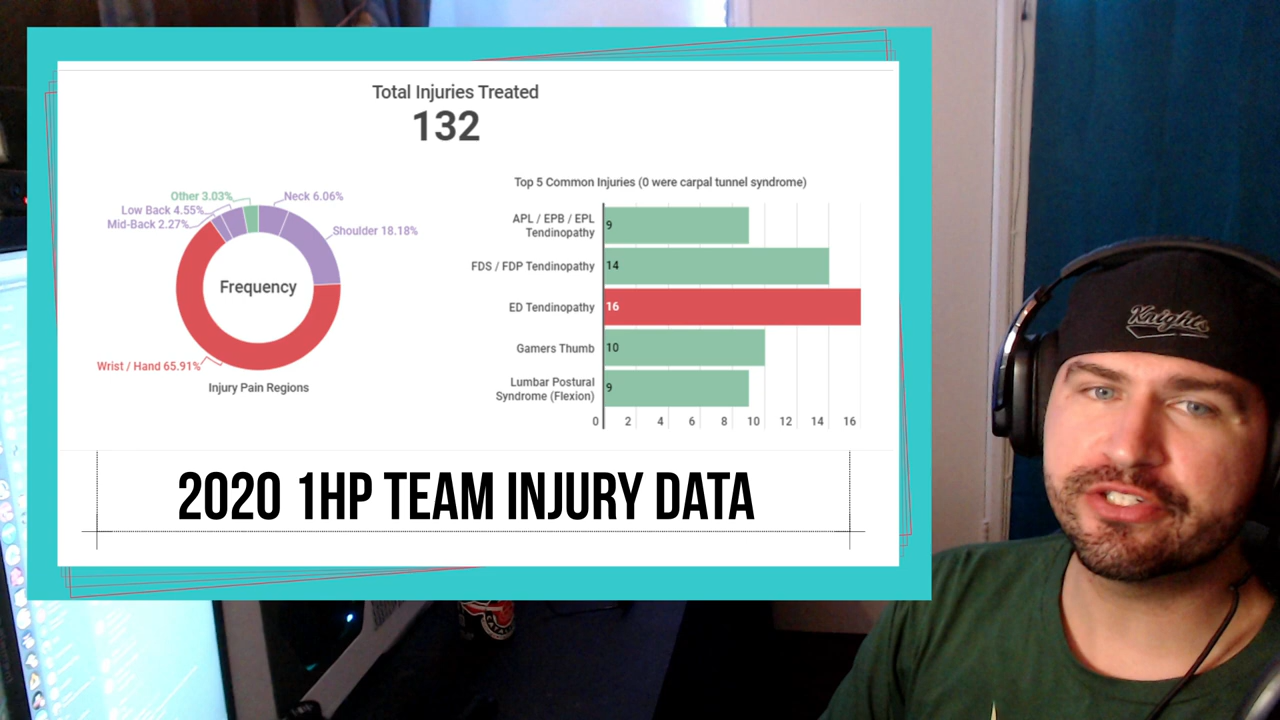 Total Injuries Treated
132
Other 3.03%
Neck 6.06%
Low Back 4.55%
Mid-Back 2.27%
Shoulder 18.18%
Frequency
Wrist / Hand 65.91%
Injury Pain Regions
Top 5 Common Injuries (0 were carpal tunnel syndrome)
APL / EPB / EPL
Tendinopathy
9
FDS / FDP Tendinopathy
14
ED Tendinopathy
16
Gamers Thumb
10
Lumbar Postural
Syndrome (Flexion)
9
0 2 4 6 8 10 12 14 16
2020 1HP TEAM INJURY DATA
Knights